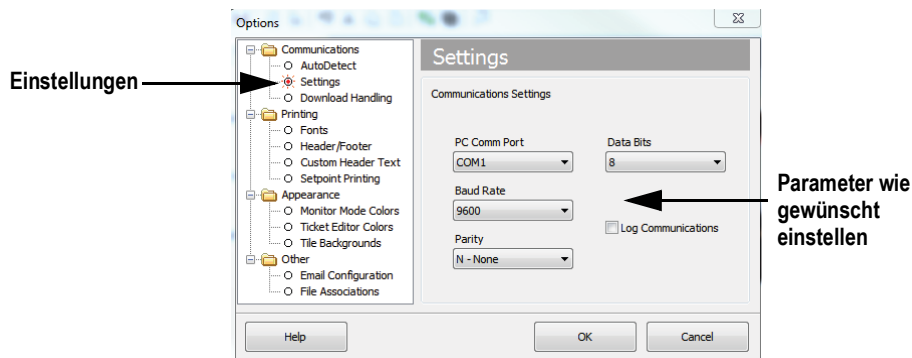 Options
Communications
AutoDetect
Settings
Download Handling
Printing
Fonts
Header/Footer
Custom Header Text
Setpoint Printing
Appearance
Monitor Mode Colors
Ticket Editor Colors
Tile Backgrounds
Other
Email Configuration
File Associations
Einstellungen
Settings
Communications Settings
PC Comm Port
COM1
Data Bits
8
Baud Rate
9600
Log Communications
Parity
N - None
Parameter wie
gewünscht
einstellen
Help
OK
Cancel